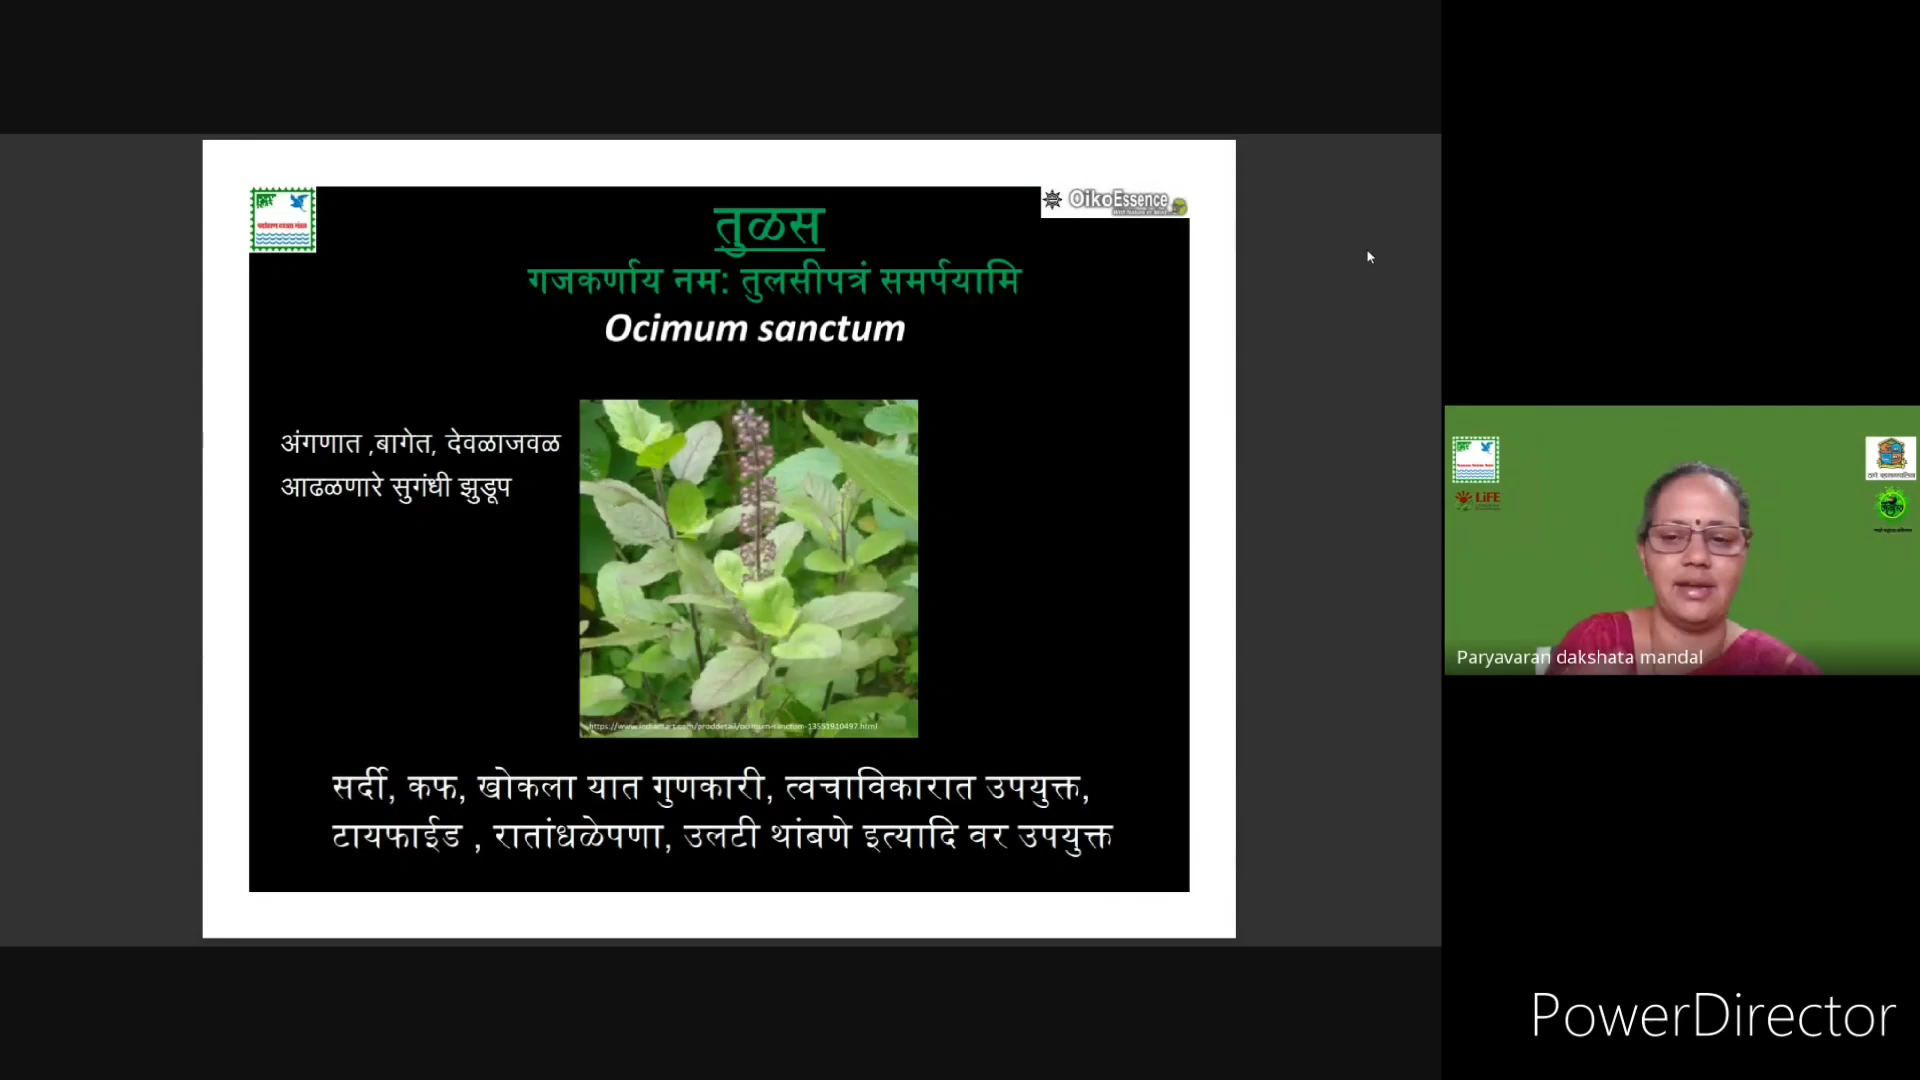 OikoEssence
तुळस
गजकर्णाय नम: तुलसीपत्रं समर्पयामि
Ocimum sanctum
अंगणात ,बागेत, देवळाजवळ
आढळणारे सुगंधी झुडूप
सर्दी, कफ, खोकला यात गुणकारी, त्वचाविकारात उपयुक्त,
टायफाईड , रातांधळेपणा, उलटी थांबणे इत्यादि वर उपयुक्त
LiFE
Paryavaran dakshata mandal
PowerDirector